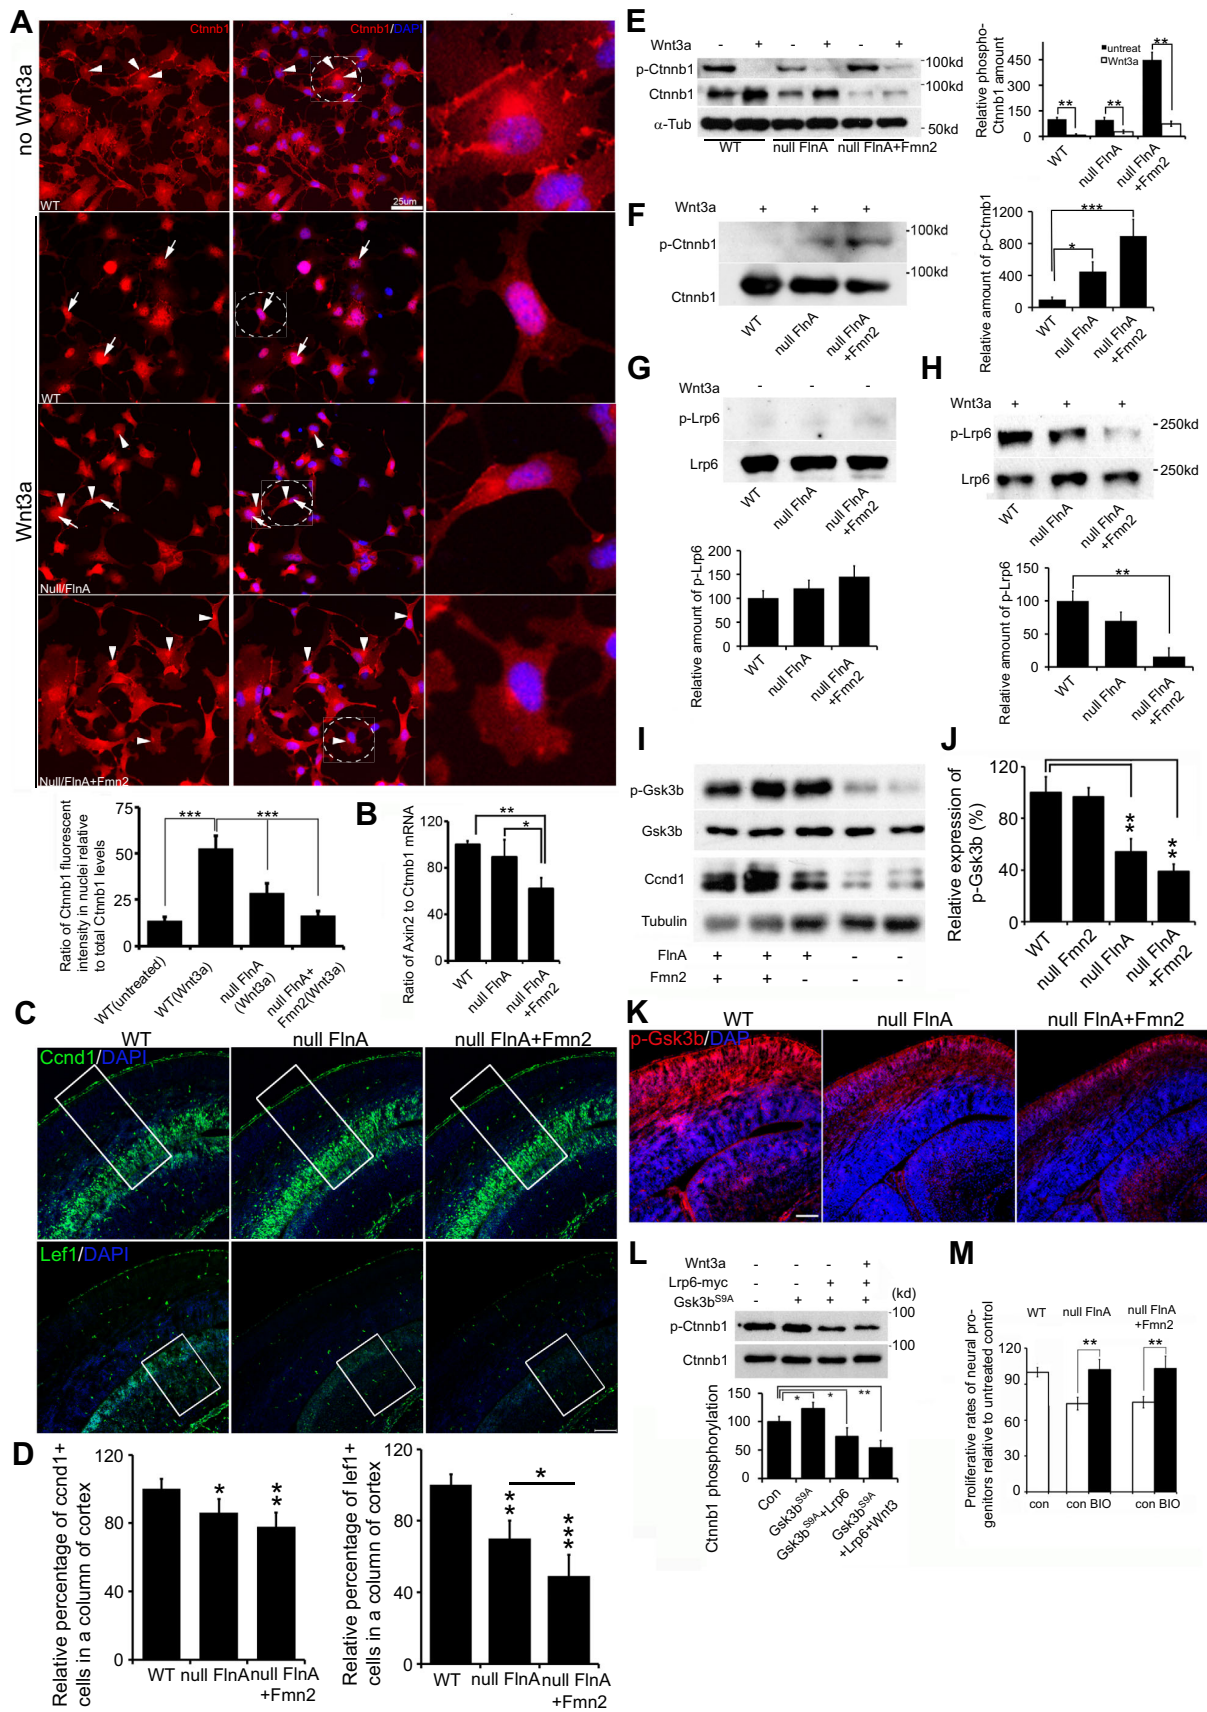 A
no Wnt3a
Wnt3a
Ctnnb1
Ctnnb1/DAPI
WT
25um
WT
Null/FlnA
Null/FlnA+Fmn2
Ratio of Ctnnb1 fluorescent
intensity in nuclei relative
to total Ctnnb1 levels
75
50
25
0
***
***
WT(untreated)
WT(Wnt3a)
null FlnA
(Wnt3a)
null FlnA+
Fmn2(Wnt3a)
B
Ratio of Axin2 to Ctnnb1 mRNA
120
80
40
0
**
*
WT
null FlnA
null FlnA
+Fmn2
C
WT
null FlnA
null FlnA+Fmn2
Ccnd1/DAPI
Lef1/DAPI
D
Relative percentage of ccnd1+
cells in a column of cortex
120
80
40
0
*
**
WT
null FlnA
null FlnA
+Fmn2
Relative percentage of lef1+
cells in a column of cortex
120
80
40
0
*
**
***
WT
null FlnA
null FlnA
+Fmn2
E
Wnt3a
- + - + - +
p-Ctnnb1
-100kd
Ctnnb1
-100kd
α-Tub
50kd
WT
null FlnA
null FlnA+Fmn2
Relative phospho-
Ctnnb1 amount
untreat
Wnt3a
450
300
150
0
**
**
**
WT
null FlnA
null FlnA
+Fmn2
F
Wnt3a
+ + +
p-Ctnnb1
-100kd
-100kd
Ctnnb1
WT
null FlnA
null FlnA
+Fmn2
Relative amount of p-Ctnnb1
1200
800
400
0
***
*
WT
null FlnA
null FlnA
+Fmn2
G
Wnt3a
- - -
p-Lrp6
Lrp6
WT
null FlnA
null FlnA
+Fmn2
Relative amount of p-Lrp6
200
150
100
50
0
WT
null FlnA
null FlnA
+Fmn2
H
Wnt3a
+ + +
p-Lrp6
-250kd
250kd
Lrp6
WT
null FlnA
null FlnA
+Fmn2
Relative amount of p-Lrp6
150
100
50
0
**
WT
null FlnA
null FlnA
+Fmn2
I
p-Gsk3b
Gsk3b
Ccnd1
Tubulin
FlnA
+ + + - -
Fmn2
+ + - - -
J
Relative expression of
p-Gsk3b (%)
120
80
40
0
**
**
WT
null Fmn2
null FlnA
null FlnA
+Fmn2
K
WT
null FlnA
null FlnA+Fmn2
p-Gsk3b/DAPI
L
Wnt3a
- - - +
Lrp6-myc
- - + +
Gsk3bS9A
- + + +
(kd)
-100
p-Ctnnb1
100
Ctnnb1
Ctnnb1 phosphorylation
150
100
50
0
*
*
**
Con
Gsk3bS9A
Gsk3bS9A+Lrp6
Gsk3bS9A
+Lrp6+Wnt3
M
Proliferative rates of neural pro-
genitors relative to untreated control
WT
null FlnA
null FlnA
+Fmn2
120
90
60
30
0
**
**
con
con BIO
con BIO